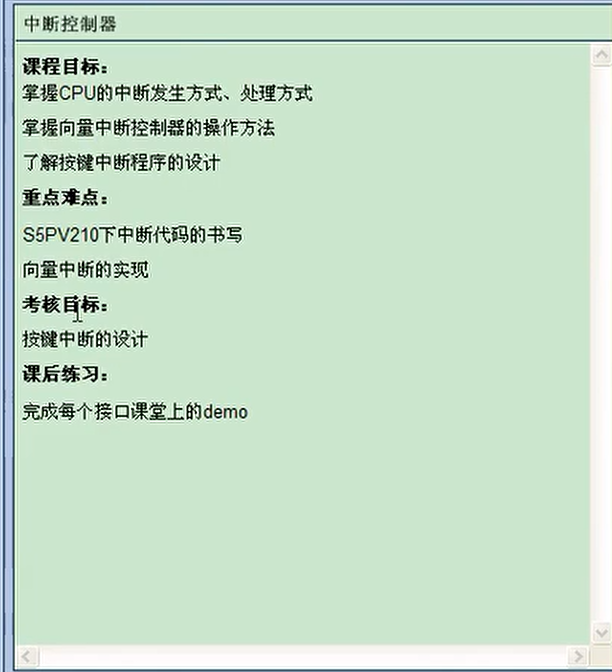 中断控制器
课程目标:
掌握CPU的中断发生方式、处理方式
掌握向量中断控制器的操作方法
了解按键中断程序的设计
重点难点:
S5PV210下中断代码的书写
向量中断的实现
考核目标:
按键中断的设计
课后练习:
完成每个接口课堂上的demo